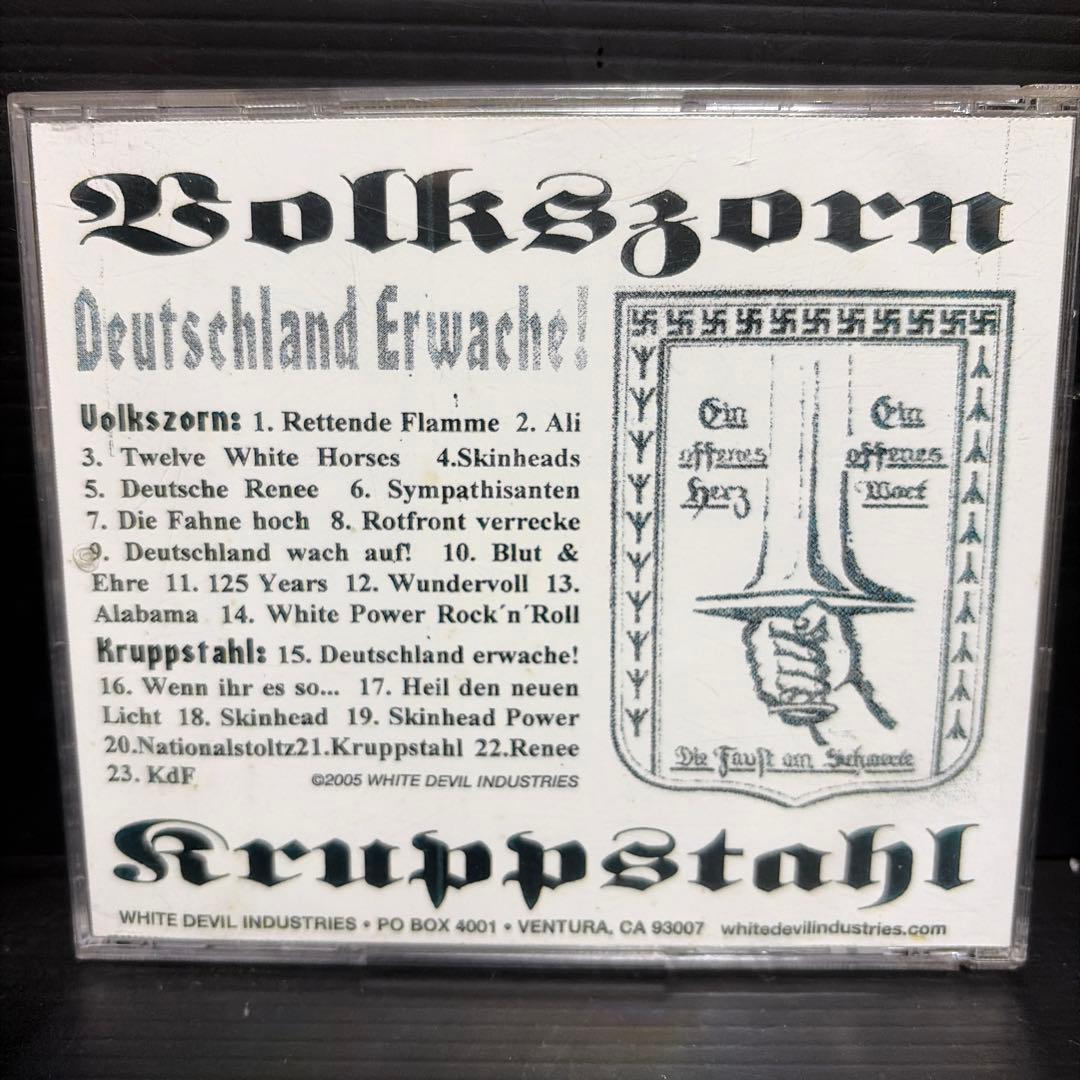 Volkszorn
Deutschland Erwache!
Volkszorn: 1. Rettende Flamme 2. Ali
3. Twelve White Horses 4.Skinheads
5. Deutsche Renee 6. Sympathisanten
7. Die Fahne hoch 8. Rotfront verrecke
9. Deutschland wach auf! 10. Blut &
Ehre 11. 125 Years 12. Wundervoll 13.
Alabama 14. White Power Rock´n´Roll
Kruppstahl: 15. Deutschland erwache!
16. Wenn ihr es so... 17. Heil den neuen
Licht 18. Skinhead 19. Skinhead Power
20.Nationalstoltz21.Kruppstahl 22.Renee
23. KdF
©2005 WHITE DEVIL INDUSTRIES
Ein
offenes
Herz
Ein
offenes
Wort
Die Faust am Schwerte
Kruppstahl
WHITE DEVIL INDUSTRIES • PO BOX 4001 • VENTURA, CA 93007 whitedevilindustries.com